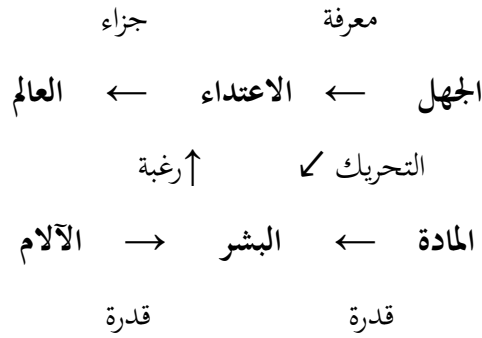 معرفة جزاء
الجهل ← الاعتداء ← العالم
التحريك ↙ ↑رغبة
المادة ← البشر → الآلام
قدرة قدرة